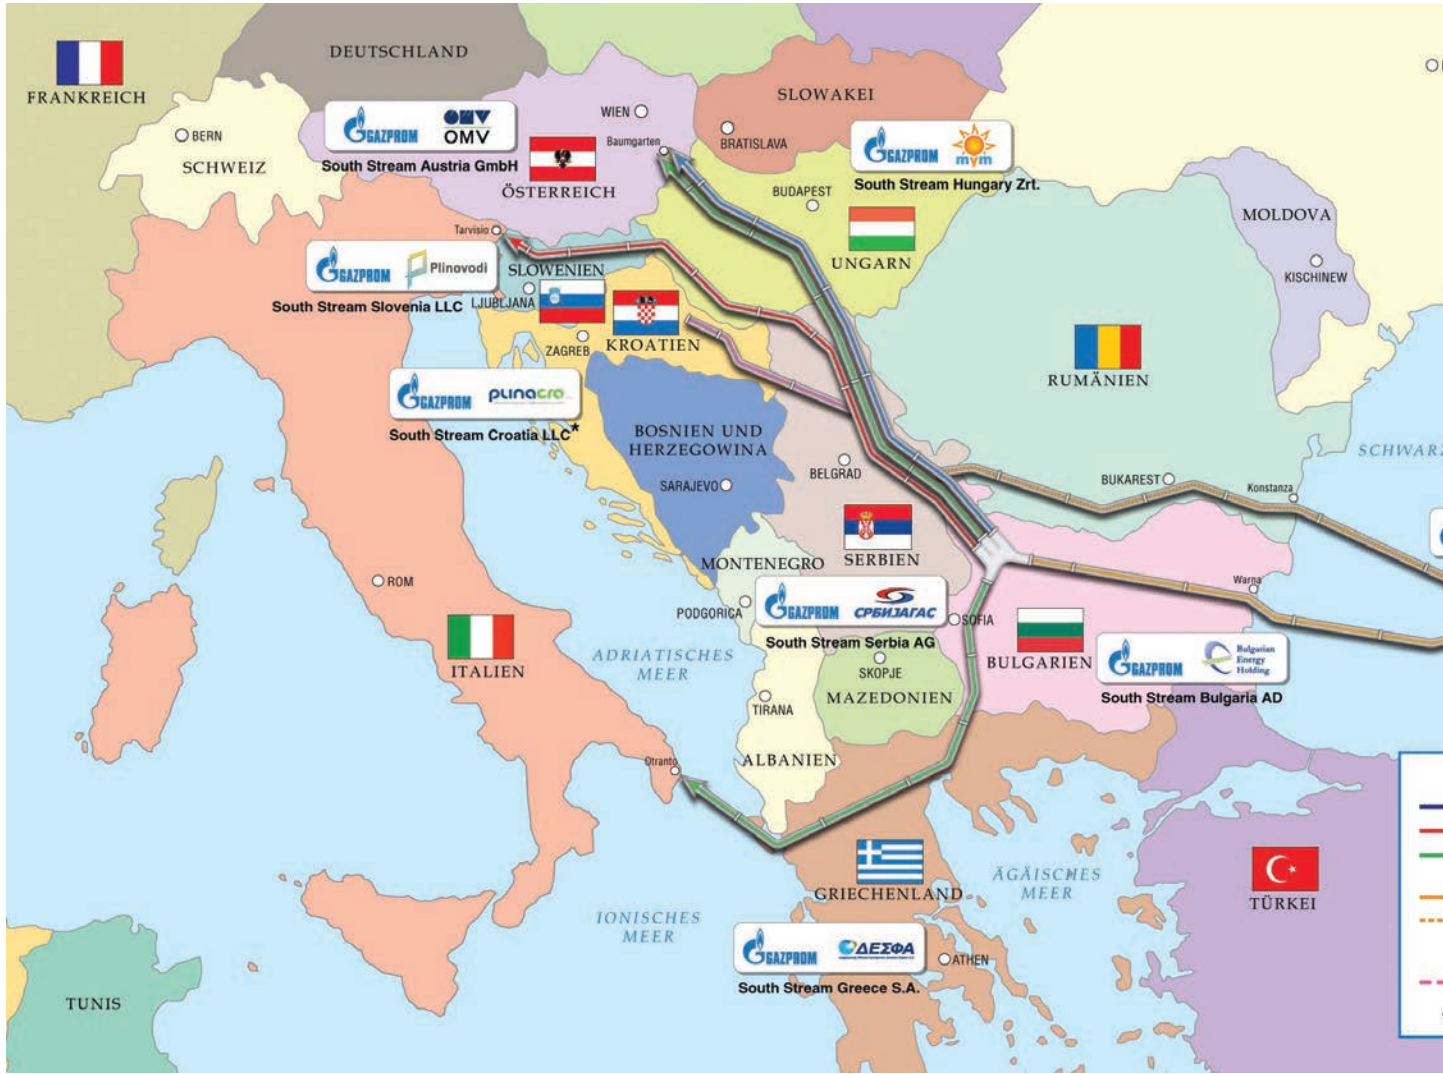 DEUTSCHLAND
FRANKREICH
SLOWAKEI
WIEN
GAZPROM
OMV
OMV
BERN
Baumgarten
BRATISLAVA
GAZPROM
mvm
SCHWEIZ
South Stream Austria GmbH
South Stream Hungary Zrt.
ÖSTERREICH
BUDAPEST
MOLDOVA
Tarvisio
UNGARN
KISCHINEW
GAZPROM
Plinovodi
SLOWENIEN
South Stream Slovenia LLC
LJUBLJANA
ZAGREB
KROATIEN
RUMÄNIEN
GAZPROM
PLINACRO
South Stream Croatia LLC*
BOSNIEN UND
HERZEGOWINA
SCHWARZ
BELGRAD
BUKAREST
SARAJEVO
Konstanza
SERBIEN
MONTENEGRO
ROM
Warna
PODGORICA
GAZPROM
СРБИЈАГАС
SOFIA
South Stream Serbia AG
ITALIEN
ADRIATISCHES
MEER
SKOPJE
BULGARIEN
GAZPROM
Bulgarian
Energy
Holding
MAZEDONIEN
South Stream Bulgaria AD
TIRANA
Otranto
ALBANIEN
ÄGÄISCHES
MEER
GRIECHENLAND
TÜRKEI
IONISCHES
MEER
GAZPROM
ΔΕΣΦΑ
ATHEN
South Stream Greece S.A.
TUNIS